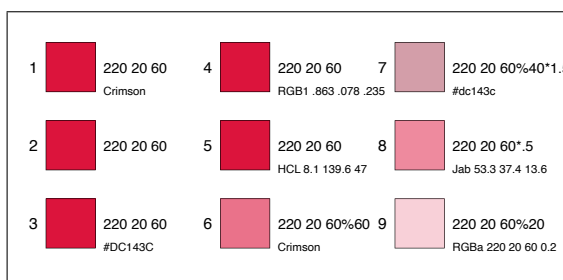 1 220 20 60
Crimson
2 220 20 60
3 220 20 60
#DC143C
4 220 20 60
RGB1 .863 .078 .235
5 220 20 60
HCL 8.1 139.6 47
6 220 20 60%60
Crimson
7 220 20 60%40*1.5
#dc143c
8 220 20 60*.5
Jab 53.3 37.4 13.6
9 220 20 60%20
RGBa 220 20 60 0.2